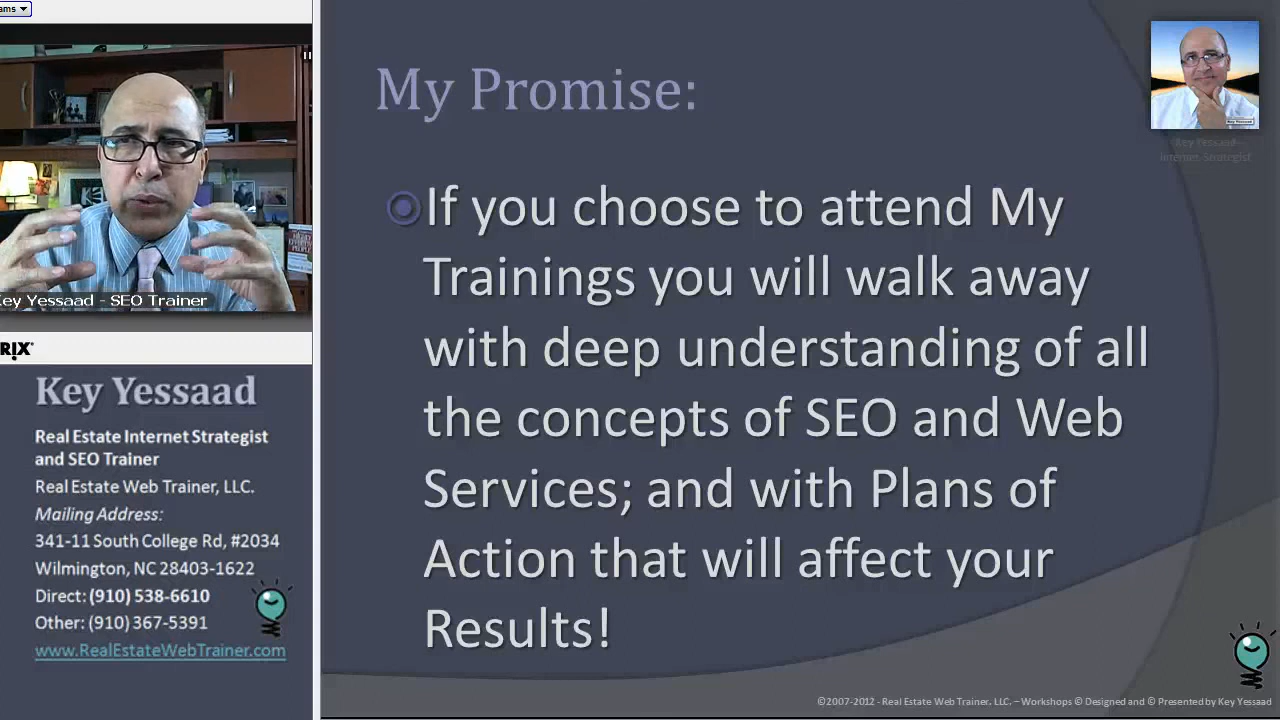 ams
Key Yessaad - SEO Trainer
RIX
Key Yessaad
Real Estate Internet Strategist
and SEO Trainer
Real Estate Web Trainer, LLC.
Mailing Address:
341-11 South College Rd, #2034
Wilmington, NC 28403-1622
Direct: (910) 538-6610
Other: (910) 367-5391
www.RealEstateWebTrainer.com
My Promise:
Key Yessaad -
Internet Strategist
If you choose to attend My
Trainings you will walk away
with deep understanding of all
the concepts of SEO and Web
Services; and with Plans of
Action that will affect your
Results!
©2007-2012 - Real Estate Web Trainer, LLC. – Workshops © Designed and © Presented by Key Yessaad